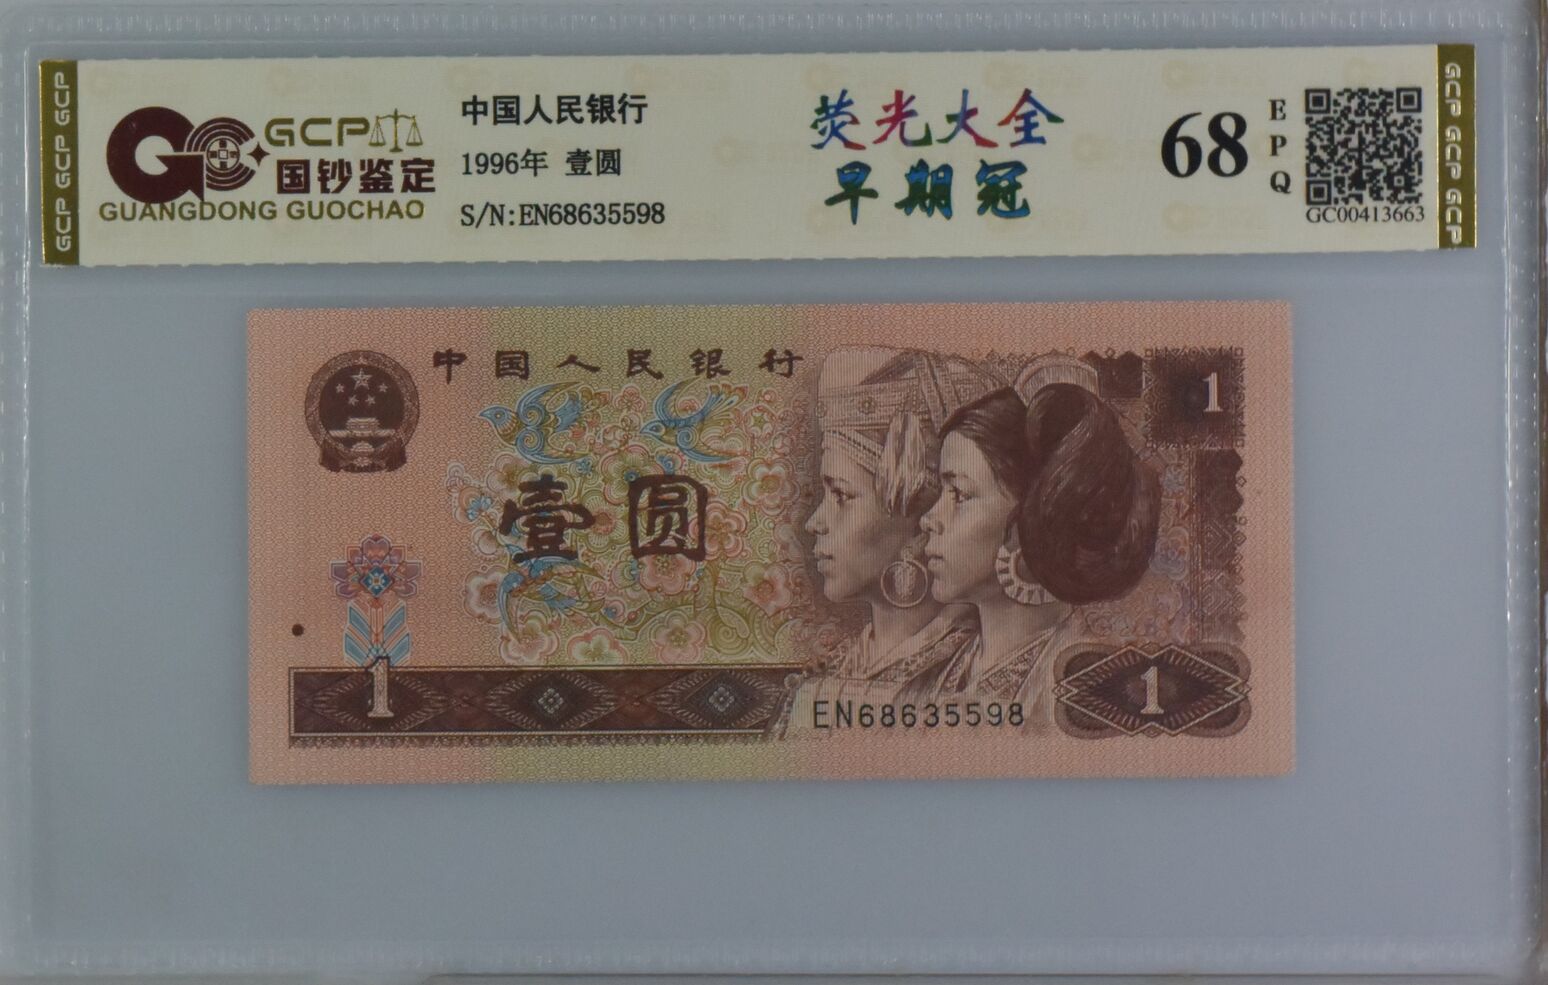 GCP GCP GCP
GCP
国钞鉴定
GUANGDONG GUOCHAO
中国人民银行
1996年 壹圆
S/N:EN68635598
荧光大全
早期冠
68
EPQ
GC00413663
GCP GCP GCP
中国人民银行
1
壹圆
1
EN68635598
1